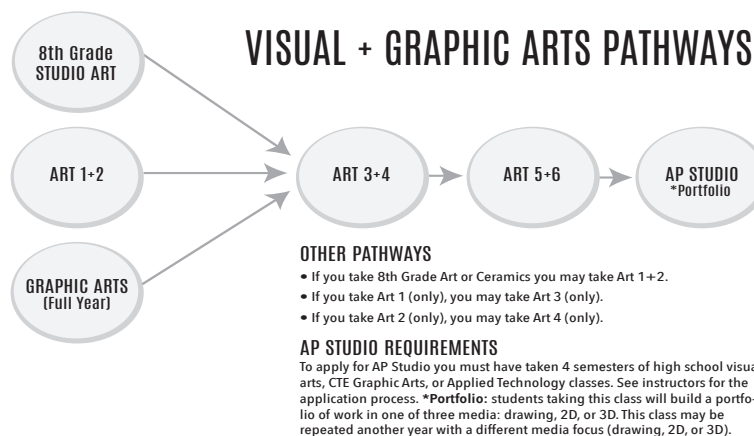 VISUAL + GRAPHIC ARTS PATHWAYS
8th Grade
STUDIO ART
ART 1+2
GRAPHIC ARTS
(Full Year)
ART 3+4
ART 5+6
AP STUDIO
*Portfolio
OTHER PATHWAYS
• If you take 8th Grade Art or Ceramics you may take Art 1+2.
• If you take Art 1 (only), you may take Art 3 (only).
• If you take Art 2 (only), you may take Art 4 (only).
AP STUDIO REQUIREMENTS
To apply for AP Studio you must have taken 4 semesters of high school visual
arts, CTE Graphic Arts, or Applied Technology classes. See instructors for the
application process. *Portfolio: students taking this class will build a portfo-
lio of work in one of three media: drawing, 2D, or 3D. This class may be
repeated another year with a different media focus (drawing, 2D, or 3D).